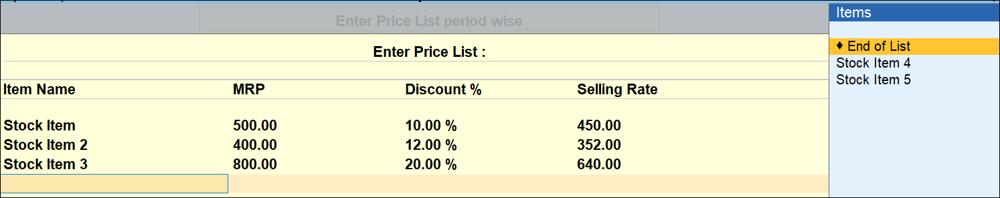 Enter Price List period wise
Items
Enter Price List :
♦ End of List
Stock Item 4
Stock Item 5
Item Name MRP Discount % Selling Rate
Stock Item 500.00 10.00 % 450.00
Stock Item 2 400.00 12.00 % 352.00
Stock Item 3 800.00 20.00 % 640.00